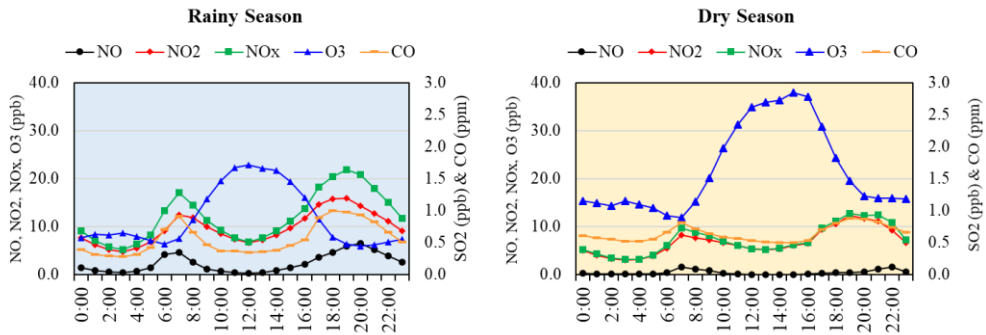 Rainy Season
NO NO2 NOx O3 CO
NO, NO2, NOx, O3 (ppb)
40.0
30.0
20.0
10.0
0.0
3.0
2.5
2.0
1.5
1.0
0.5
0.0
SO2 (ppb) & CO (ppm)
0:00 2:00 4:00 6:00 8:00 10:00 12:00 14:00 16:00 18:00 20:00 22:00
Dry Season
NO NO2 NOx O3 CO
NO, NO2, NOx, O3 (ppb)
40.0
30.0
20.0
10.0
0.0
3.0
2.5
2.0
1.5
1.0
0.5
0.0
SO2 (ppb) & CO (ppm)
0:00 2:00 4:00 6:00 8:00 10:00 12:00 14:00 16:00 18:00 20:00 22:00